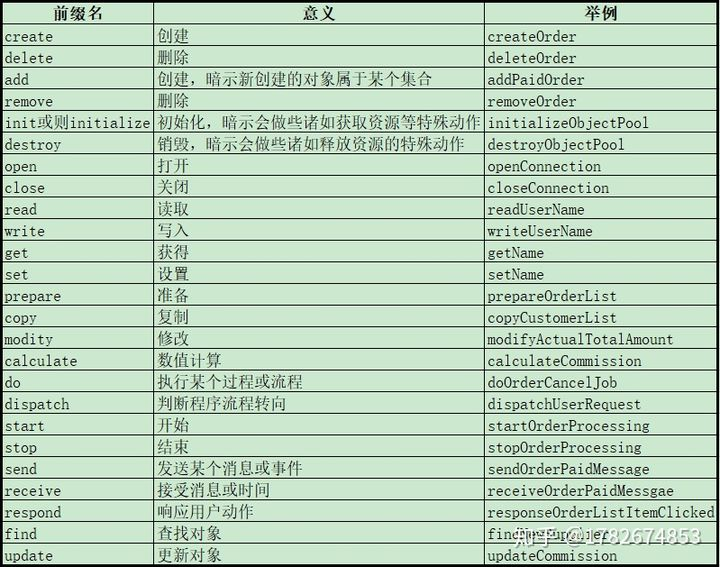 前缀名 意义 举例
create 创建 createOrder
delete 删除 deleteOrder
add 创建，暗示新创建的对象属于某个集合 addPaidOrder
remove 删除 removeOrder
init或则initialize 初始化，暗示会做些诸如获取资源等特殊动作 initializeObjectPool
destroy 销毁，暗示会做些诸如释放资源的特殊动作 destroyObjectPool
open 打开 openConnection
close 关闭 closeConnection
read 读取 readUserName
write 写入 writeUserName
get 获得 getName
set 设置 setName
prepare 准备 prepareOrderList
copy 复制 copyCustomerList
modity 修改 modifyActualTotalAmount
calculate 数值计算 calculateCommission
do 执行某个过程或流程 doOrderCancelJob
dispatch 判断程序流程转向 dispatchUserRequest
start 开始 startOrderProcessing
stop 结束 stopOrderProcessing
send 发送某个消息或事件 sendOrderPaidMessage
receive 接受消息或时间 receiveOrderPaidMessgae
respond 响应用户动作 responseOrderListItemClicked
find 查找对象
知乎 @1782674853
update 更新对象 updateCommission